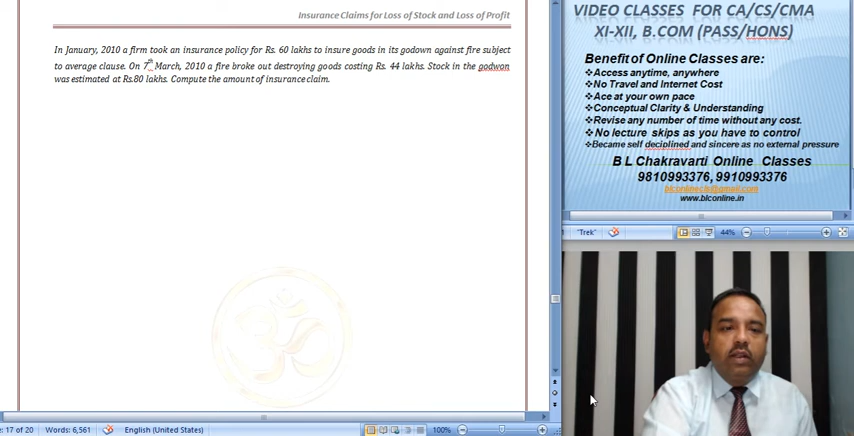 Insurance Claims for Loss of Stock and Loss of Profit
In January, 2010 a firm took an insurance policy for Rs. 60 lakhs to insure goods in its godown against fire subject
to average clause. On 7th March, 2010 a fire broke out destroying goods costing Rs. 44 lakhs. Stock in the godwon
was estimated at Rs.80 lakhs. Compute the amount of insurance claim.
VIDEO CLASSES FOR CA/CS/CMA
XI-XII, B.COM (PASS/HONS)
Benefit of Online Classes are:
❖Access anytime, anywhere
❖No Travel and Internet Cost
❖Ace at your own pace
❖Conceptual Clarity & Understanding
❖Revise any number of time without any cost.
❖No lecture skips as you have to control
❖Became self deciplined and sincere as no external pressure
B L Chakravarti Online Classes
9810993376, 9910993376
blconlinecls@gmail.com
www.blconline.in
"Trek"
44%
e: 17 of 20
Words: 6,561
English (United States)
100%
ॐ